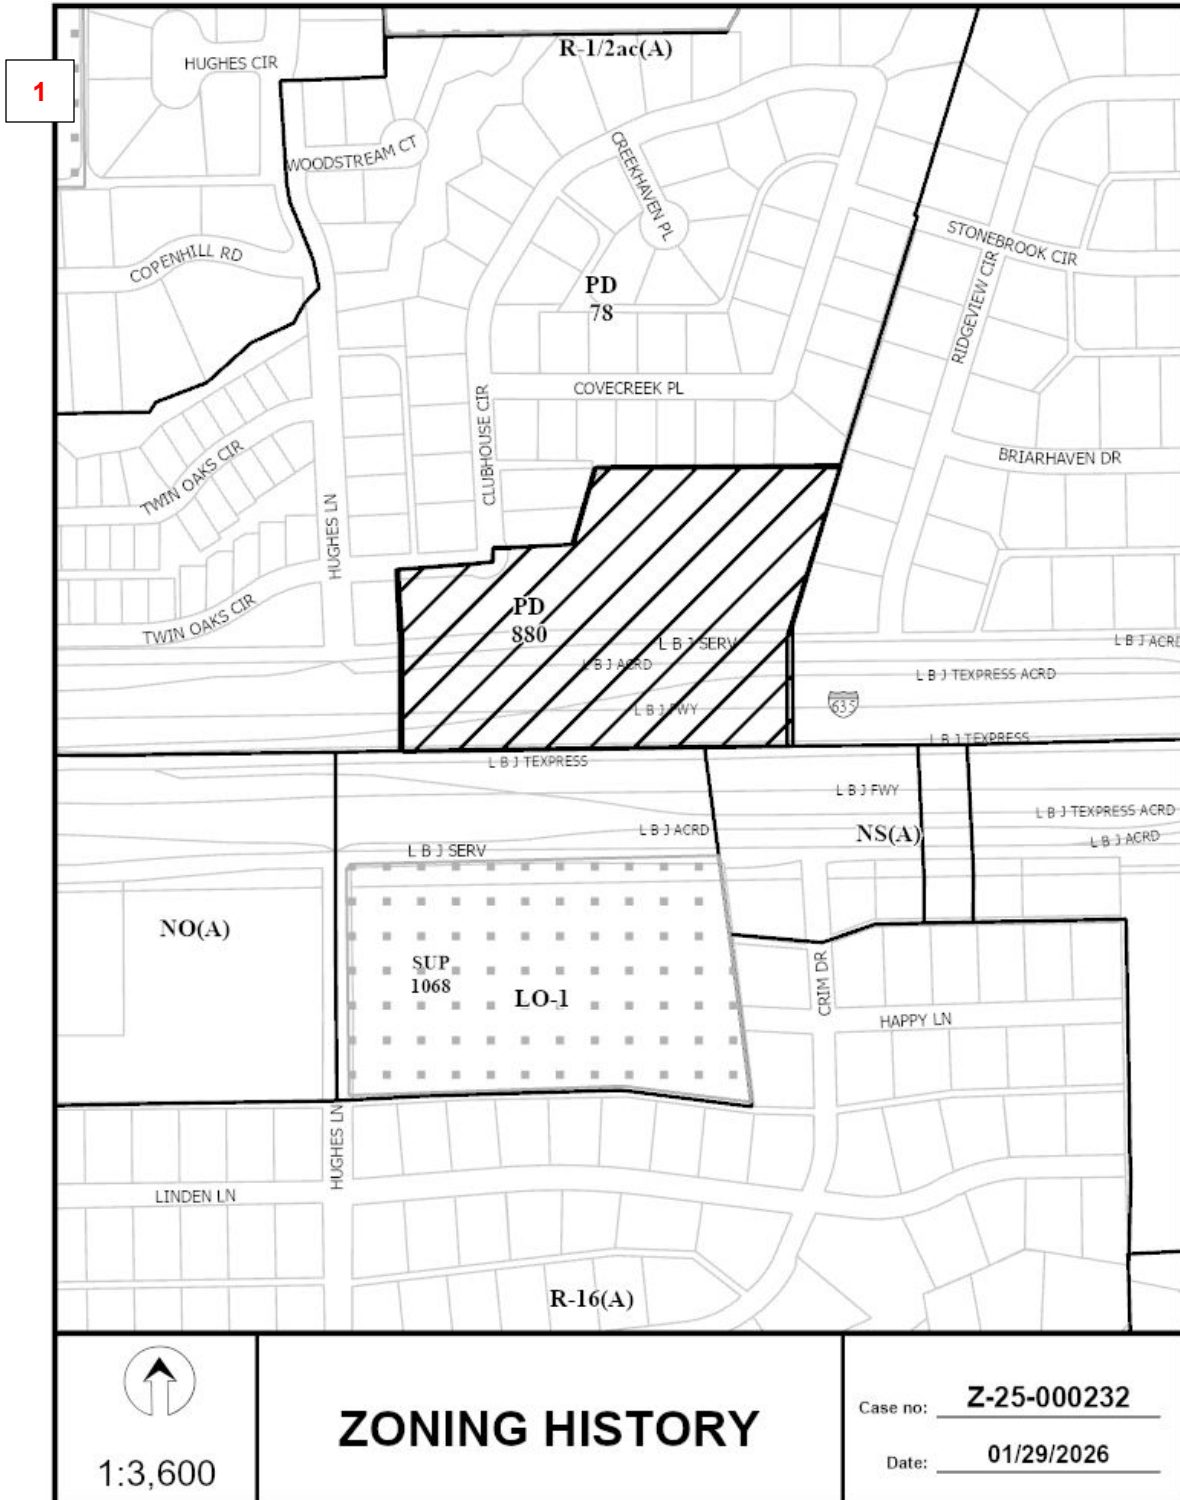 R-1/2ac(A)
HUGHES CIR
1
WOODSTREAM CT
CREEKHAVEN PL
STONEBROOK CIR
COPENHILL RD
RIDGEVIEW CIR
PD
78
COVECREEK PL
CLUBHOUSE CIR
BRIARHAVEN DR
TWIN OAKS CIR
HUGHES LN
PD
880
TWIN OAKS CIR
L B J SERV
L B J ACRD
L B J ACRD
L B J TEXPRESS ACRD
635
L B J FWY
L B J TEXPRESS
L B J TEXPRESS
L B J FWY
L B J TEXPRESS ACRD
L B J ACRD
NS(A)
L B J ACRD
L B J SERV
NO(A)
SUP
1068
LO-1
CRIM DR
HAPPY LN
HUGHES LN
LINDEN LN
R-16(A)
1:3,600
ZONING HISTORY
Case no: Z-25-000232
Date: 01/29/2026